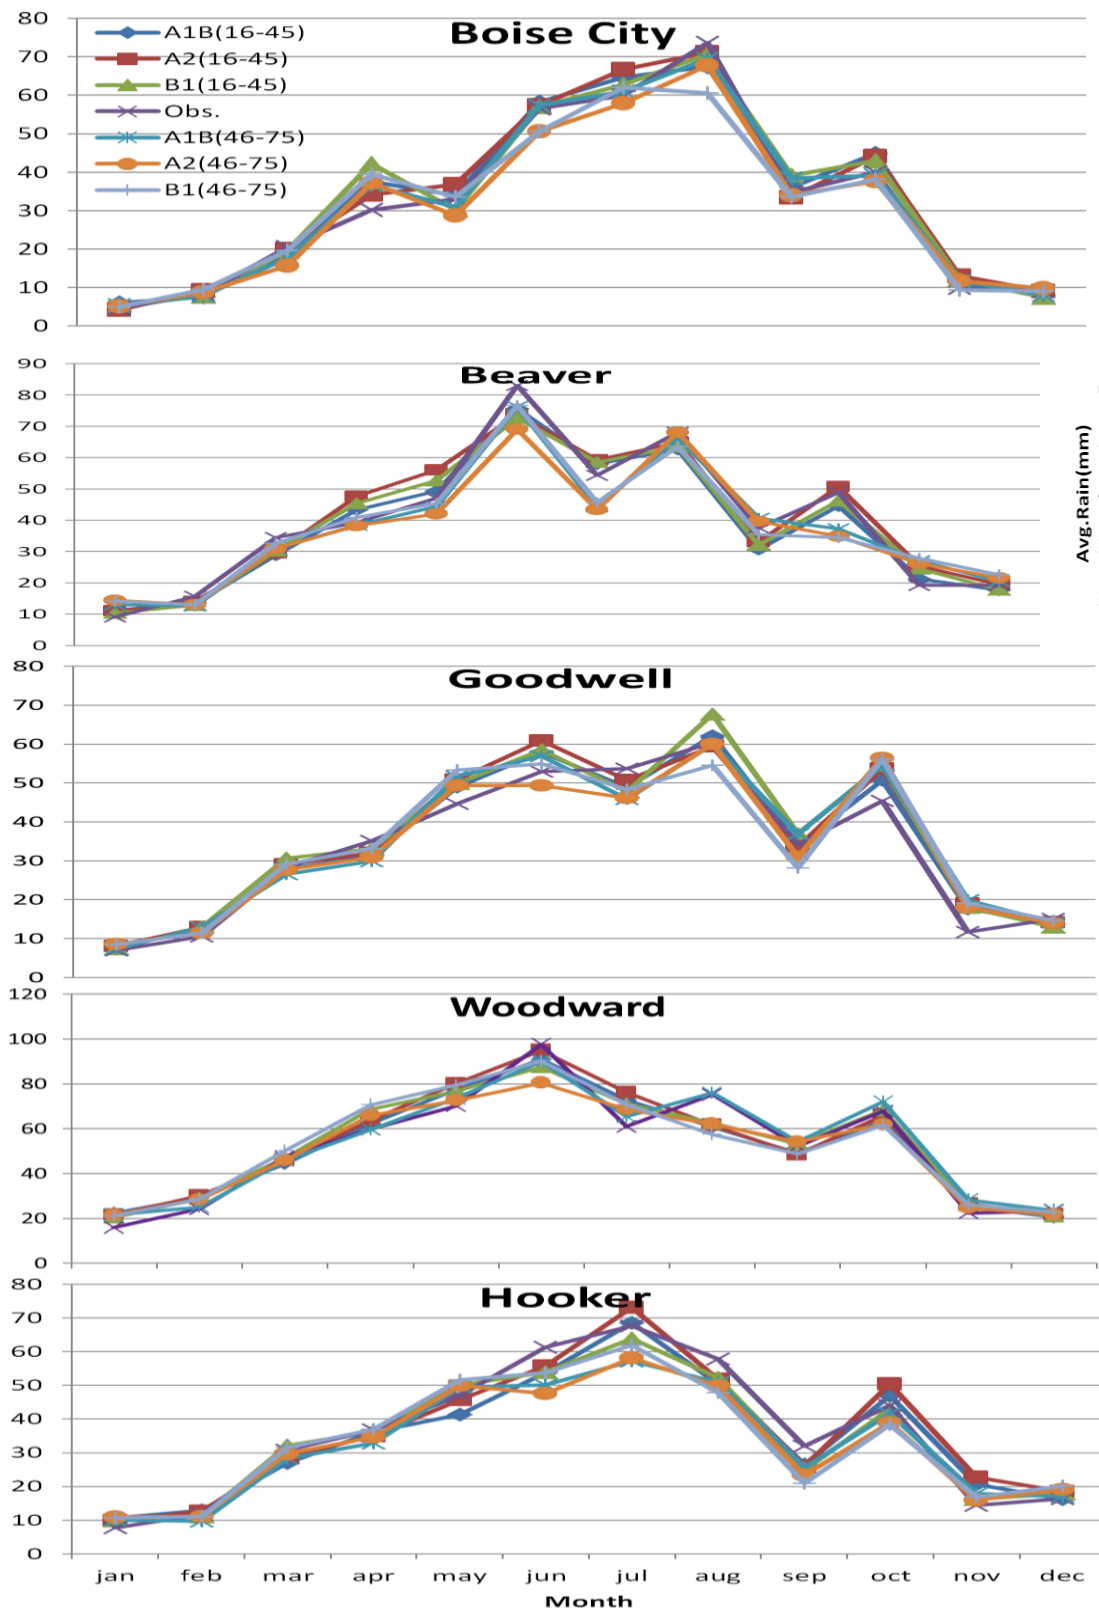 Boise City
80
70
60
50
40
30
20
10
0
A1B(16-45)
A2(16-45)
B1(16-45)
Obs.
A1B(46-75)
A2(46-75)
B1(46-75)
Beaver
90
80
70
60
50
40
30
20
10
0
Avg.Rain(mm)
Goodwell
80
70
60
50
40
30
20
10
0
Woodward
120
100
80
60
40
20
0
Hooker
80
70
60
50
40
30
20
10
0
jan feb mar apr may jun jul aug sep oct nov dec
Month